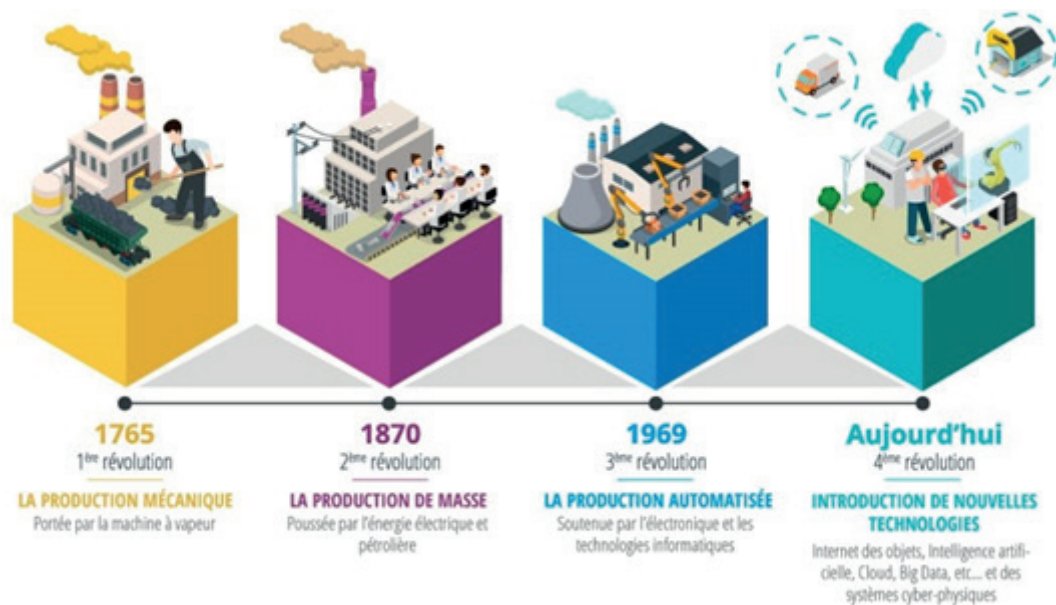 1765
1ère révolution
LA PRODUCTION MÉCANIQUE
Portée par la machine à vapeur
1870
2ème révolution
LA PRODUCTION DE MASSE
Poussée par l'énergie électrique et
pétrolière
1969
3ème révolution
LA PRODUCTION AUTOMATISÉE
Soutenue par l'électronique et les
technologies informatiques
Aujourd'hui
4ème révolution
INTRODUCTION DE NOUVELLES
TECHNOLOGIES
Internet des objets, Intelligence artifi-
cielle, Cloud, Big Data, etc... et des
systèmes cyber-physiques